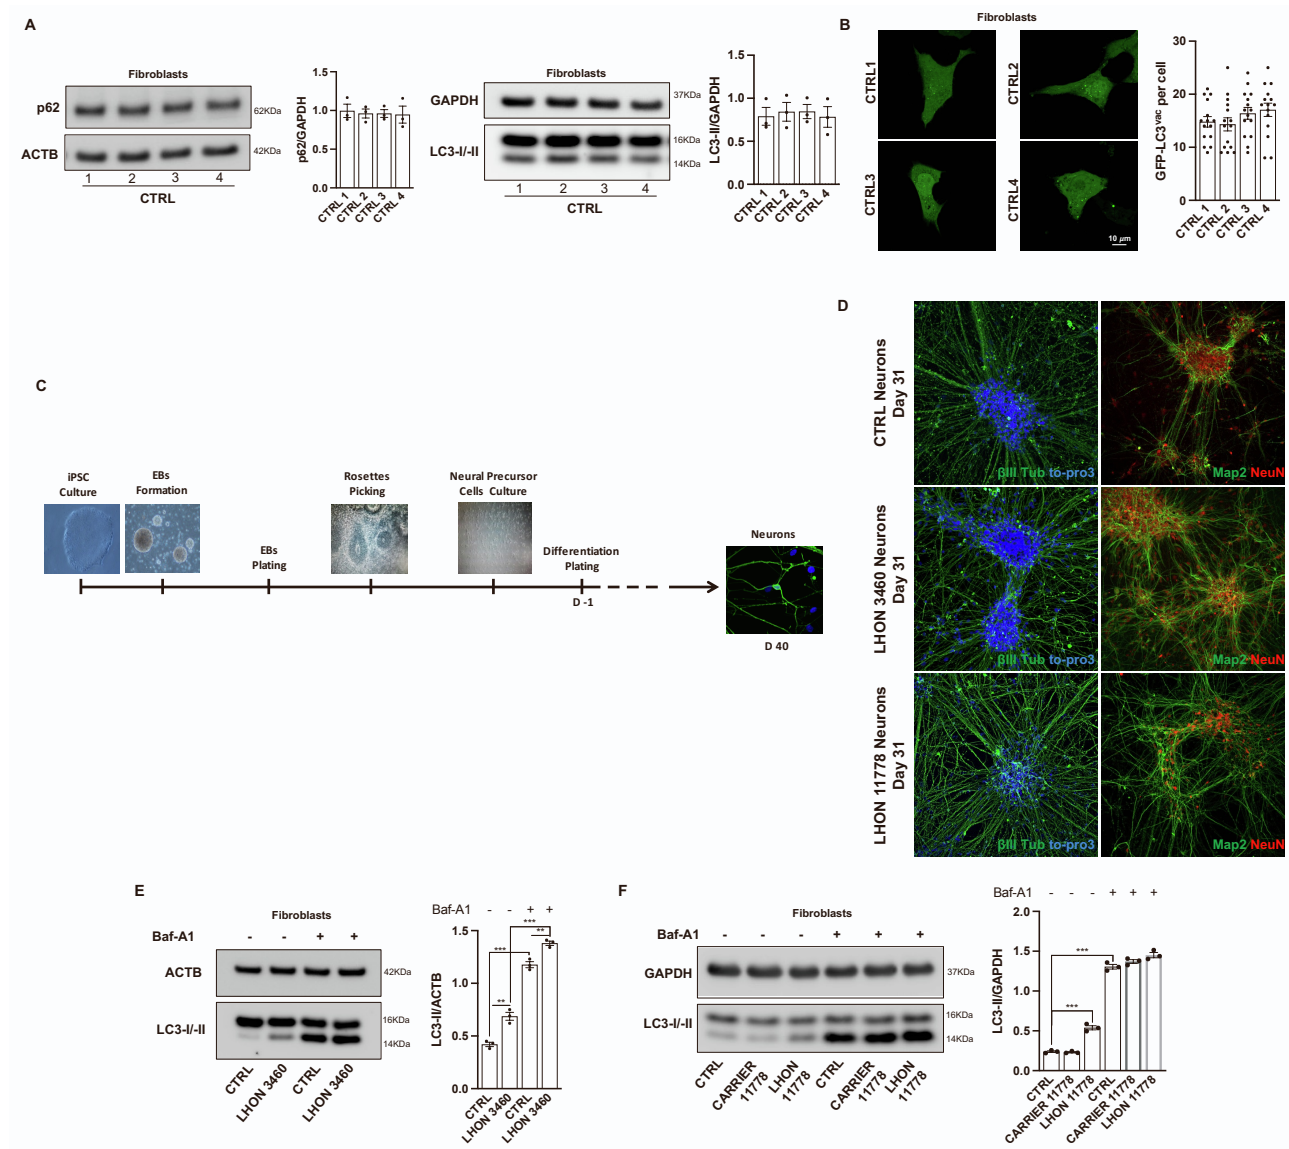 A
Fibroblasts
p62
62KDa
ACTB
42KDa
1 2 3 4
CTRL
p62/GAPDH
1.5
1.0
0.5
0.0
CTRL 1
CTRL 2
CTRL 3
CTRL 4
Fibroblasts
GAPDH
37KDa
LC3-I/-II
16KDa
14KDa
1 2 3 4
CTRL
LC3-II/GAPDH
1.5
1.0
0.5
0.0
CTRL 1
CTRL 2
CTRL 3
CTRL 4
B
Fibroblasts
CTRL1
CTRL2
CTRL3
CTRL4
10 µm
GFP-LC3vac per cell
30
20
10
0
CTRL 1
CTRL 2
CTRL 3
CTRL 4
C
iPSC
Culture
EBs
Formation
EBs
Plating
Rosettes
Picking
Neural Precursor
Cells Culture
Differentiation
Plating
D -1
Neurons
D 40
D
CTRL Neurons
Day 31
βIII Tub to-pro3
Map2 NeuN
LHON 3460 Neurons
Day 31
βIII Tub to-pro3
Map2 NeuN
LHON 11778 Neurons
Day 31
βIII Tub to-pro3
Map2 NeuN
E
Fibroblasts
Baf-A1 - - + +
ACTB
42KDa
LC3-I/-II
16KDa
14KDa
CTRL
LHON 3460
CTRL
LHON 3460
Baf-A1 - - + +
LC3-II/ACTB
1.5
1.0
0.5
0.0
***
**
***
**
CTRL
LHON 3460
CTRL
LHON 3460
F
Fibroblasts
Baf-A1 - - - + + +
GAPDH
37KDa
LC3-I/-II
16KDa
14KDa
CTRL
CARRIER
11778
LHON
11778
CTRL
CARRIER
11778
LHON
11778
Baf-A1 - - - + + +
LC3-II/GAPDH
2.0
1.5
1.0
0.5
0.0
***
***
CTRL
CARRIER 11778
LHON 11778
CTRL
CARRIER 11778
LHON 11778